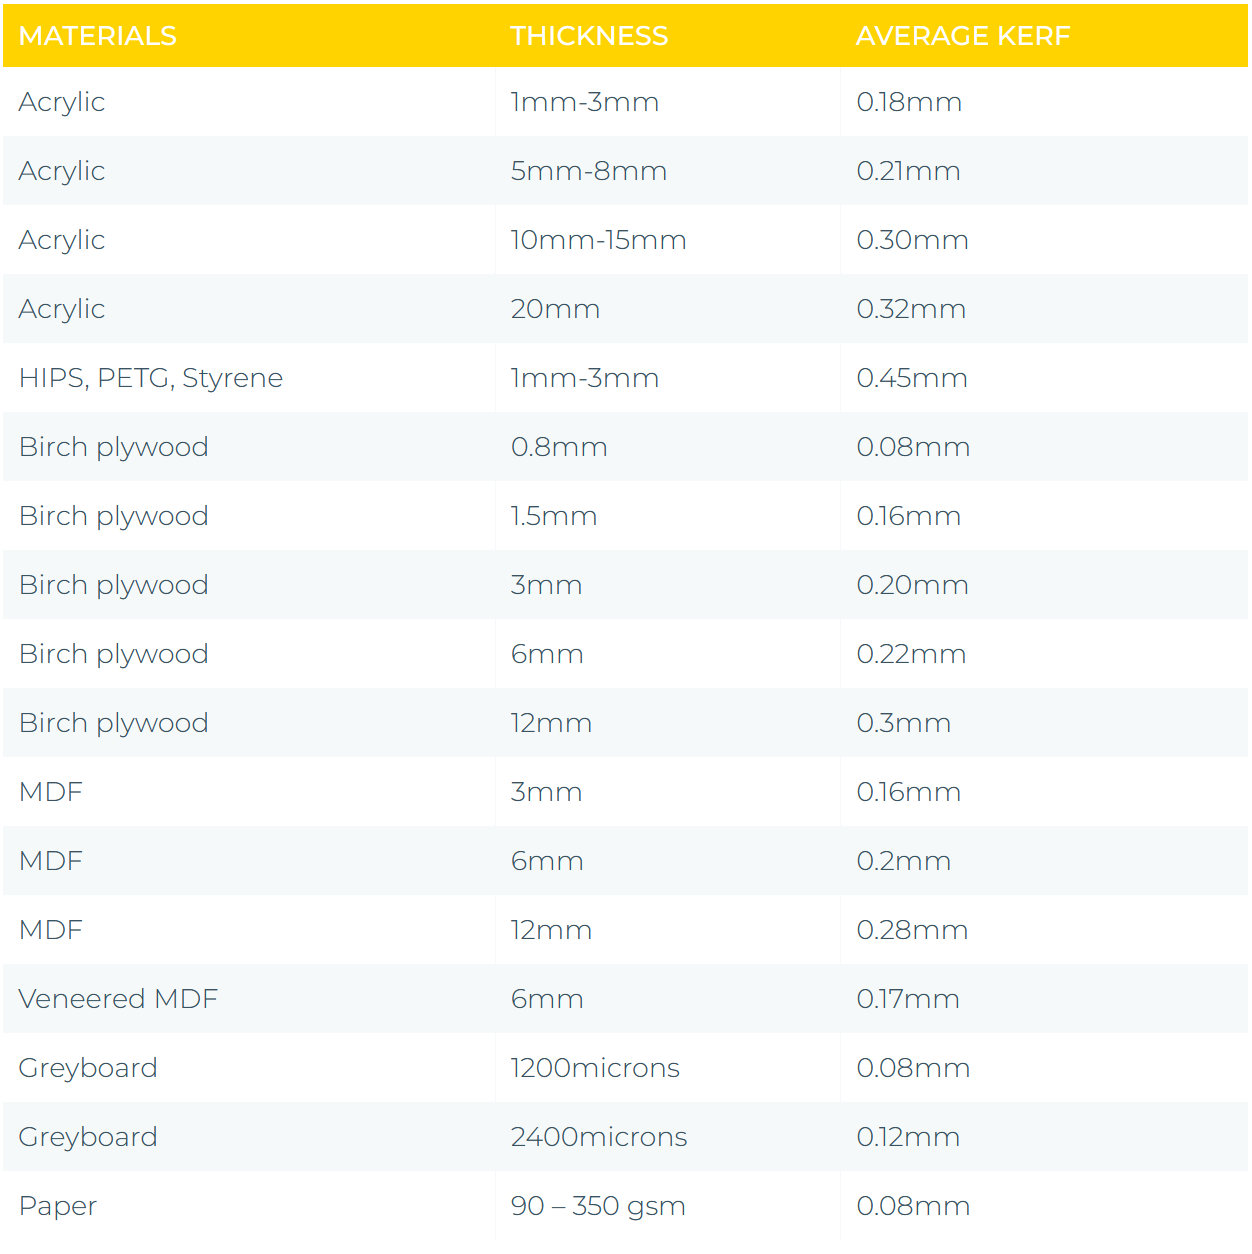 MATERIALS THICKNESS AVERAGE KERF
Acrylic 1mm-3mm 0.18mm
Acrylic 5mm-8mm 0.21mm
Acrylic 10mm-15mm 0.30mm
Acrylic 20mm 0.32mm
HIPS, PETG, Styrene 1mm-3mm 0.45mm
Birch plywood 0.8mm 0.08mm
Birch plywood 1.5mm 0.16mm
Birch plywood 3mm 0.20mm
Birch plywood 6mm 0.22mm
Birch plywood 12mm 0.3mm
MDF 3mm 0.16mm
MDF 6mm 0.2mm
MDF 12mm 0.28mm
Veneered MDF 6mm 0.17mm
Greyboard 1200microns 0.08mm
Greyboard 2400microns 0.12mm
Paper 90 – 350 gsm 0.08mm